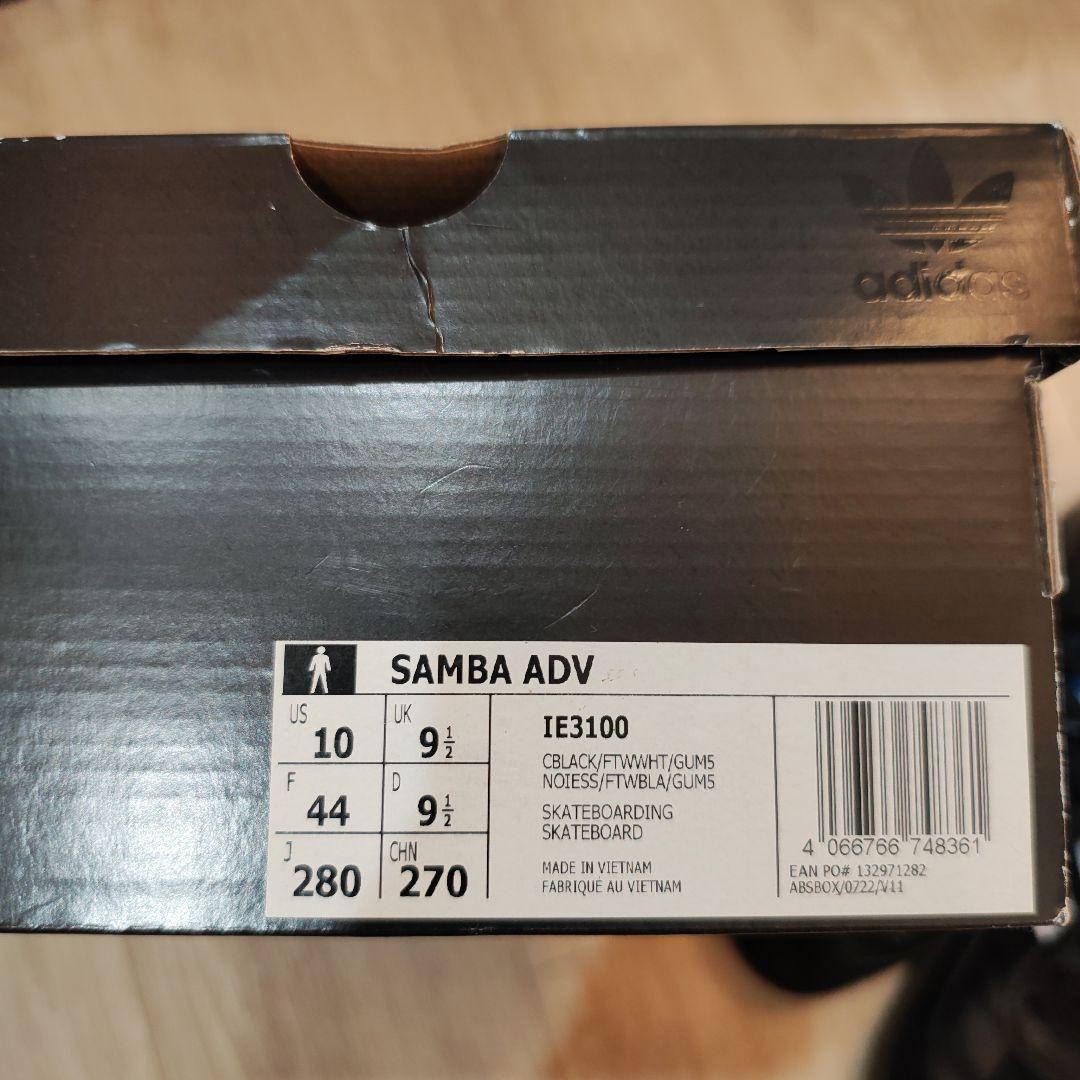 adidas
SAMBA ADV
US 10
UK 9 1/2
F 44
D 9 1/2
J 280
CHN 270
IE3100
CBLACK/FTWWHT/GUM5
NOIESS/FTWBLA/GUM5
SKATEBOARDING
SKATEBOARD
MADE IN VIETNAM
FABRIQUÉ AU VIETNAM
4 066766 748361
EAN PO# 132971282
ABSBOX/0722/V11